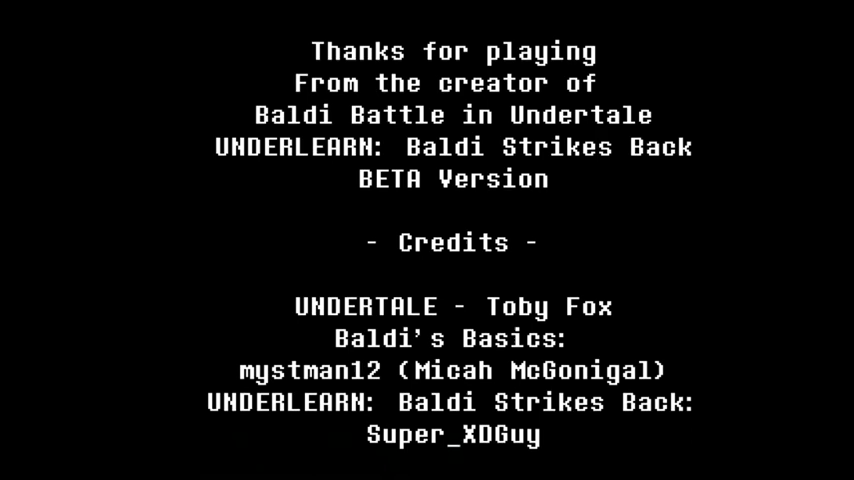 Thanks for playing
From the creator of
Baldi Battle in Undertale
UNDERLEARN: Baldi Strikes Back
BETA Version
- Credits -
UNDERTALE - Toby Fox
Baldi's Basics:
mystman12 (Micah McGonigal)
UNDERLEARN: Baldi Strikes Back:
Super_XDGuy